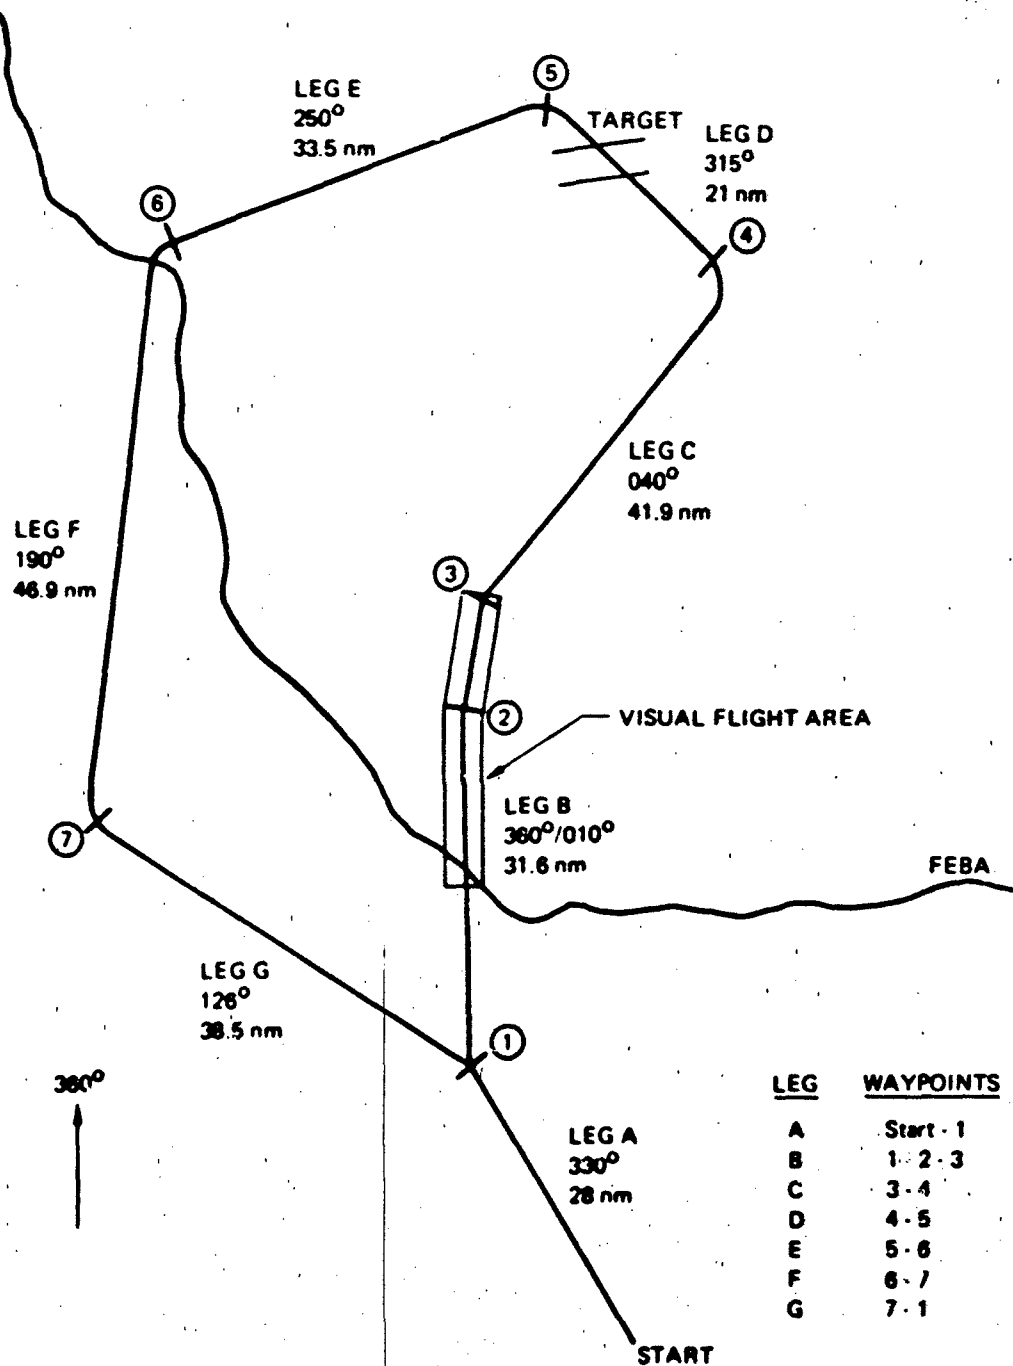 LEG E
250°
33.5 nm
5
TARGET
LEG D
315°
21 nm
6
4
LEG C
040°
41.9 nm
LEG F
190°
46.9 nm
3
2
VISUAL FLIGHT AREA
LEG B
360°/010°
31.6 nm
7
FEBA
LEG G
126°
38.5 nm
1
360°
LEG A
330°
28 nm
START
LEG WAYPOINTS
A Start - 1
B 1 - 2 - 3
C 3 - 4
D 4 - 5
E 5 - 6
F 6 - 7
G 7 - 1